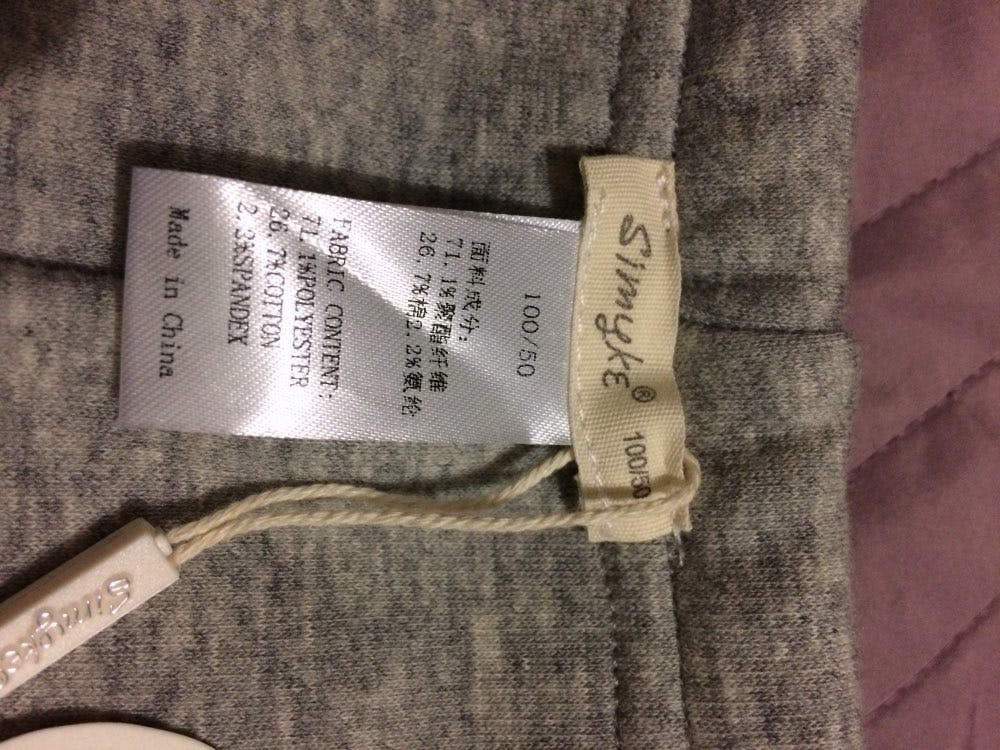 Simyke®
100/50
100/50
面料成分:
71.1%聚酯纤维
26.7%棉2.2%氨纶
FABRIC CONTENT:
71.1%POLYESTER
26.7%COTTON
2.2%SPANDEX
Made in China
Simyke